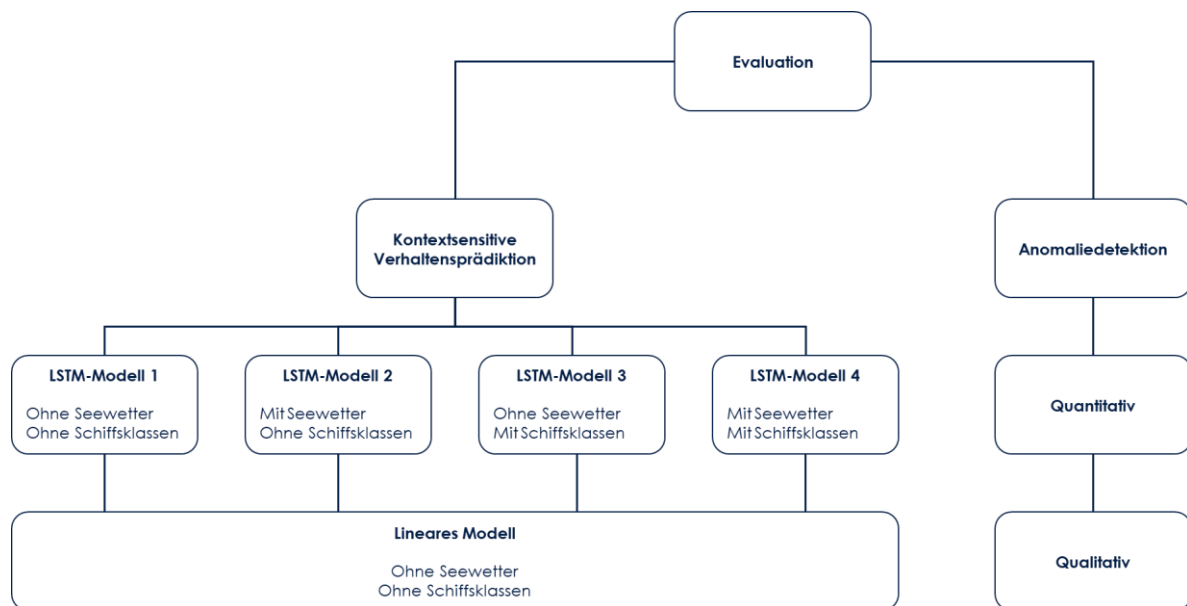 Evaluation
Kontextsensitive
Verhaltensprädiktion
Anomaliedetektion
LSTM-Modell 1
Ohne Seewetter
Ohne Schiffsklassen
LSTM-Modell 2
Mit Seewetter
Ohne Schiffsklassen
LSTM-Modell 3
Ohne Seewetter
Mit Schiffsklassen
LSTM-Modell 4
Mit Seewetter
Mit Schiffsklassen
Quantitativ
Lineares Modell
Ohne Seewetter
Ohne Schiffsklassen
Qualitativ